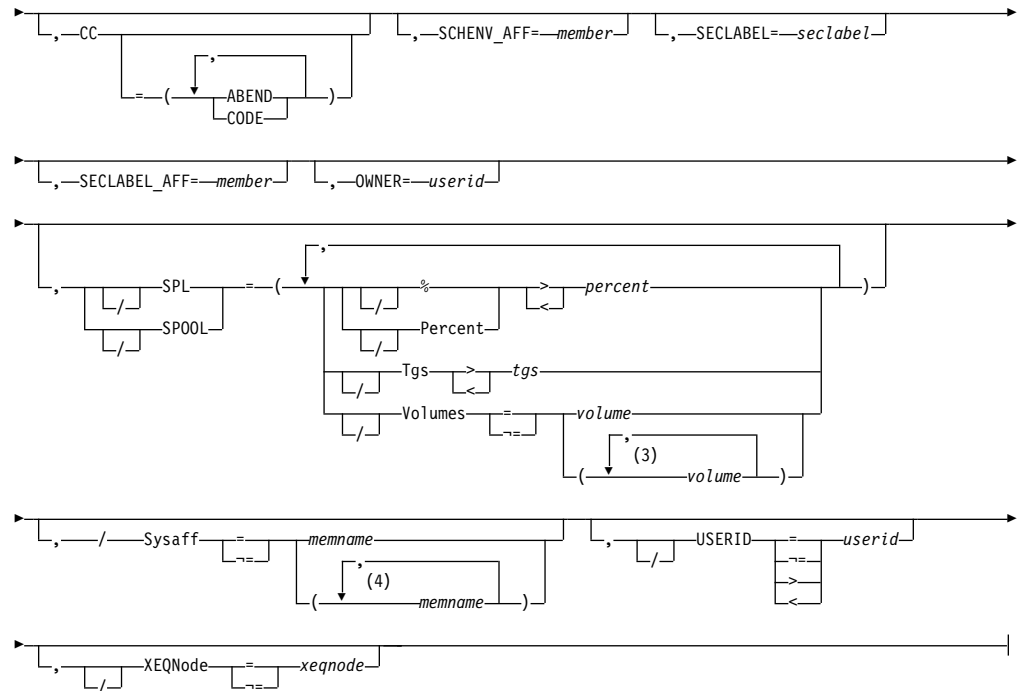 , CC , SCHENV_AFF= member , SECLABEL= seclabel
,
= ( ABEND )
CODE
, SECLABEL_AFF= member , OWNER= userid
,
, SPL = ( % > percent )
/ / <
SPOOL Percent
/ /
Tgs > tgs
/ <
Volumes = volume
/ ¬=
,
(3)
( volume )
, / Sysaff = memname , USERID = userid
¬= / ¬=
, >
(4) <
( memname )
, XEQNode = xeqnode
/ ¬=